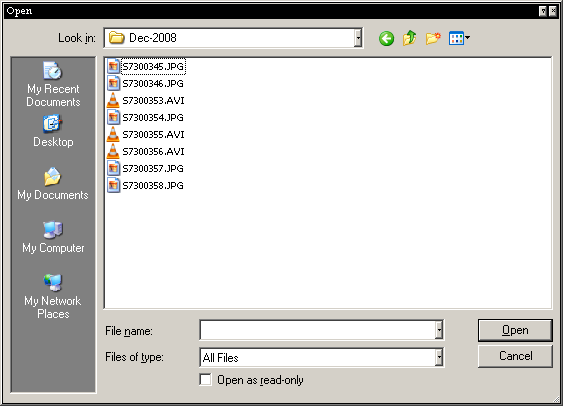 Open
Look in: Dec-2008
My Recent
Documents
Desktop
My Documents
My Computer
My Network
Places
S7300345.JPG
S7300346.JPG
S7300353.AVI
S7300354.JPG
S7300355.AVI
S7300356.AVI
S7300357.JPG
S7300358.JPG
File name:
Open
Files of type: All Files
Cancel
Open as read-only